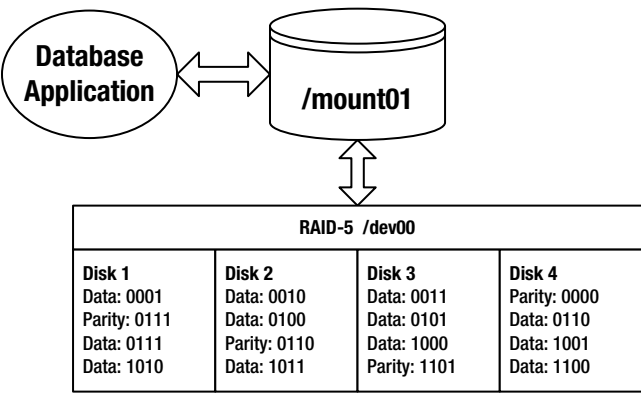 Database
Application
/mount01
RAID-5 /dev00
Disk 1
Data: 0001
Parity: 0111
Data: 0111
Data: 1010
Disk 2
Data: 0010
Data: 0100
Parity: 0110
Data: 1011
Disk 3
Data: 0011
Data: 0101
Data: 1000
Parity: 1101
Disk 4
Parity: 0000
Data: 0110
Data: 1001
Data: 1100